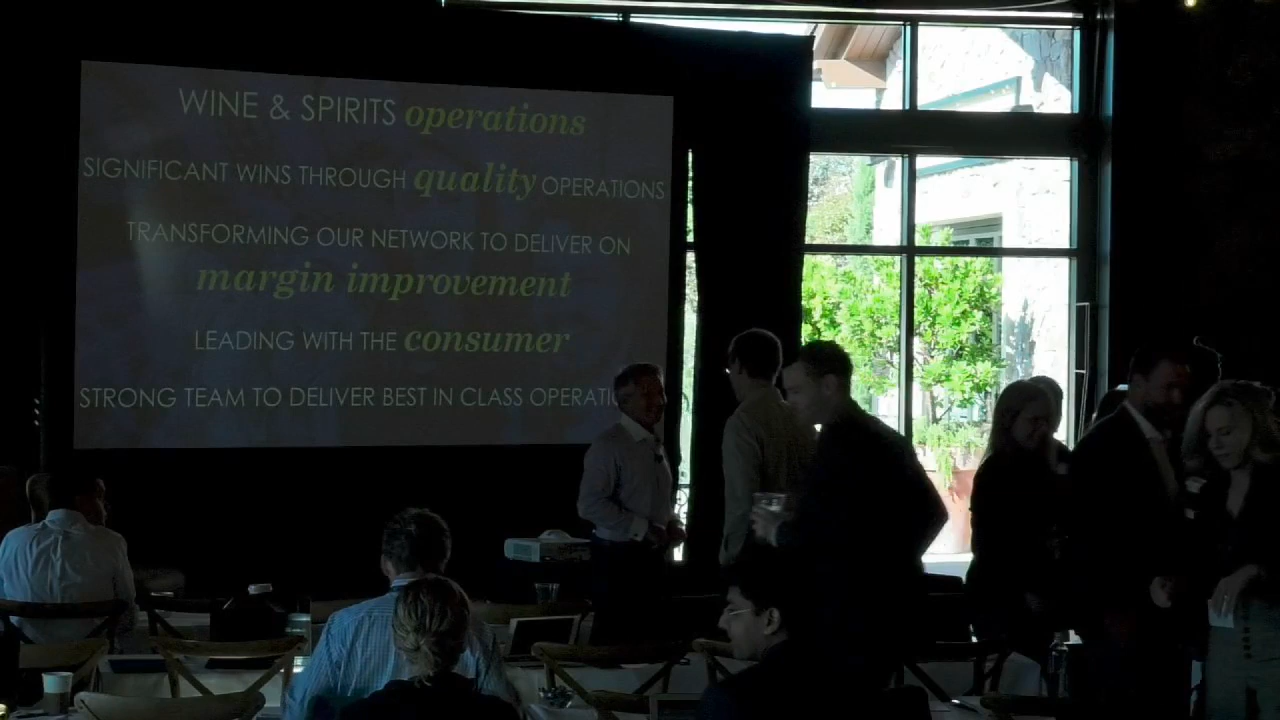 WINE & SPIRITS operations
SIGNIFICANT WINS THROUGH quality OPERATIONS
TRANSFORMING OUR NETWORK TO DELIVER ON
margin improvement
LEADING WITH THE consumer
STRONG TEAM TO DELIVER BEST IN CLASS OPERATI